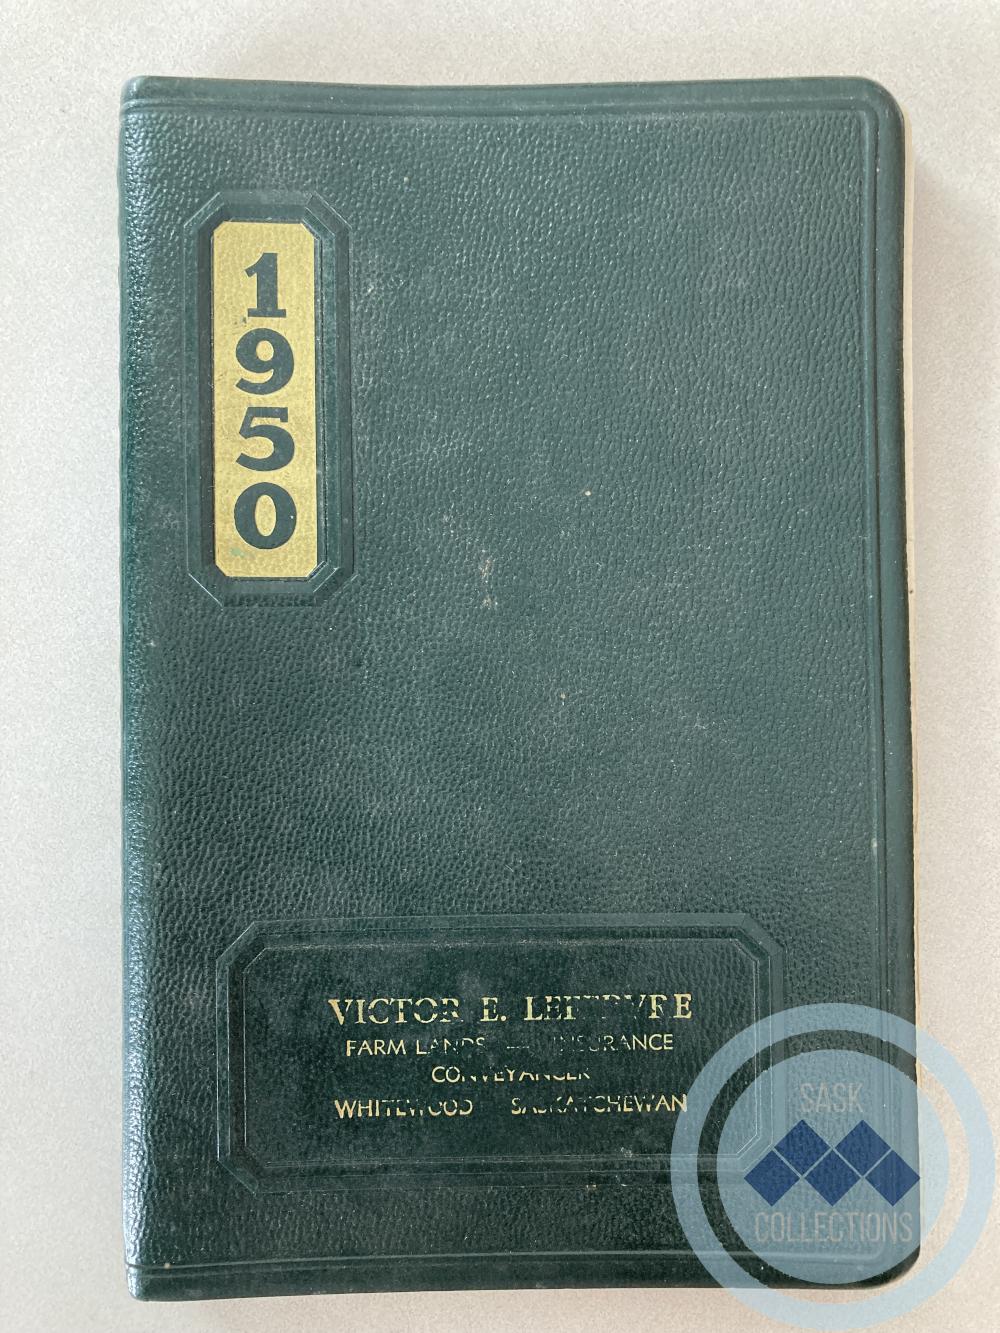 1950
VICTOR E. LEFEBVRE
FARM LANDS — INSURANCE
CONVEYANCER
WHITEWOOD SASKATCHEWAN
SASK
COLLECTIONS